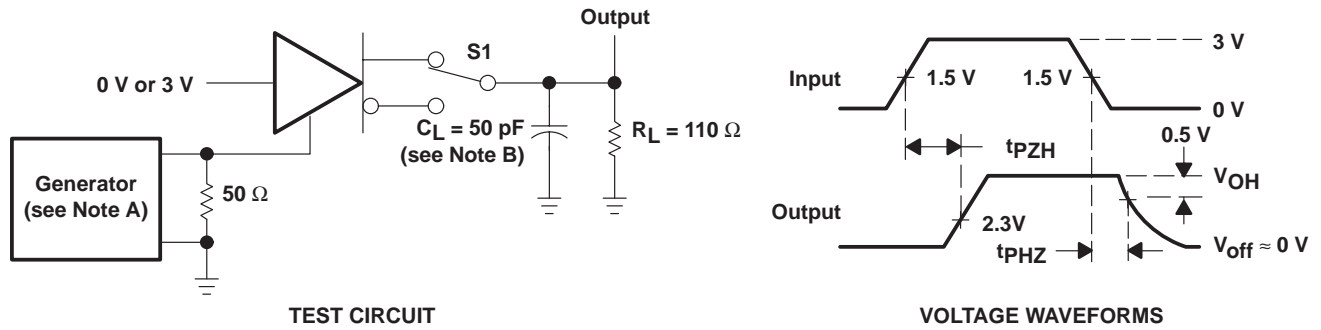 Output
S1
0 V or 3 V
CL = 50 pF
(see Note B)
RL = 110 Ω
Generator
(see Note A)
50 Ω
TEST CIRCUIT
3 V
Input
1.5 V
1.5 V
0 V
0.5 V
tPZH
VOH
Output
2.3V
tPHZ
Voff ≈ 0 V
VOLTAGE WAVEFORMS